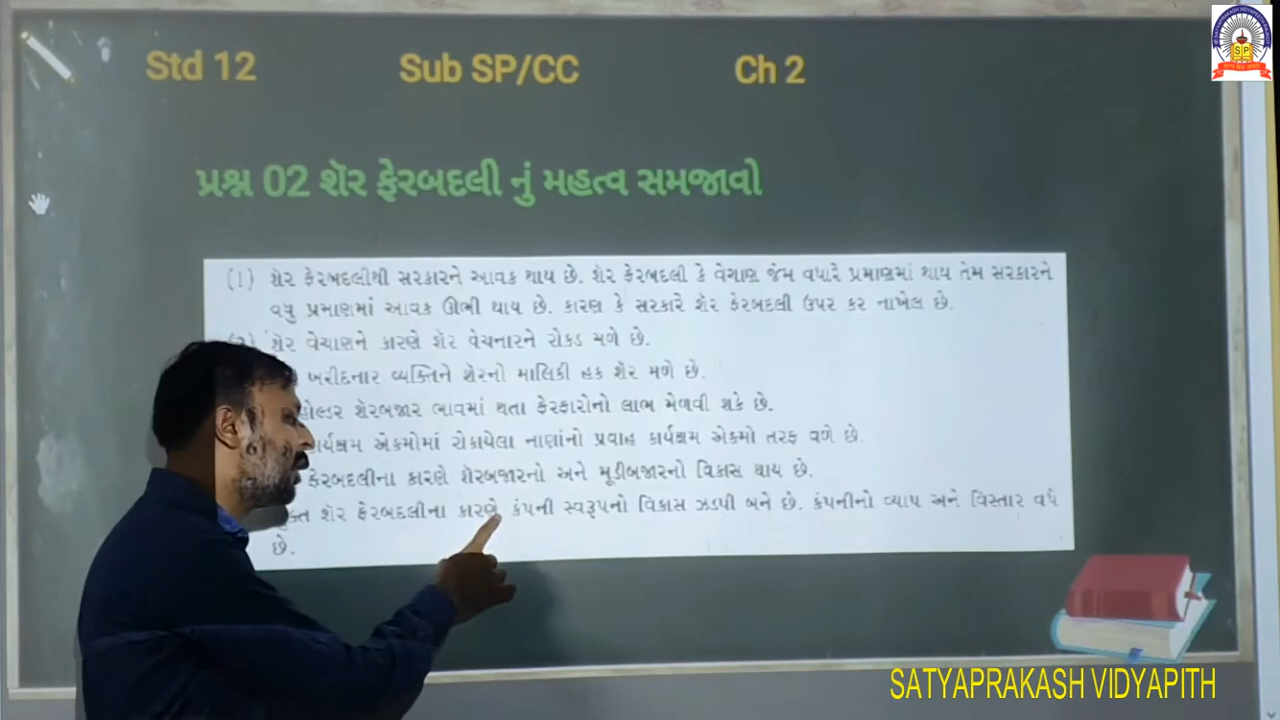 Std 12 Sub SP/CC Ch 2
પ્રશ્ન 02 શૅર ફેરબદલી નું મહત્વ સમજાવો
(1) શૅર ફેરબદલીથી સરકારને આવક થાય છે. શૅર ફેરબદલી કે વેચાણ જેમ વધારે પ્રમાણમાં થાય તેમ સરકારને
વધુ પ્રમાણમાં આવક ઊભી થાય છે. કારણ કે સરકારે શૅર ફેરબદલી ઉપર કર નાખેલ છે.
શૅર વેચાણને કારણે શૅર વેચનારને રોકડ મળે છે.
ખરીદનાર વ્યક્તિને શૅરનો માલિકી હક શૅર મળે છે.
હોલ્ડર શૅરબજાર ભાવમાં થતા ફેરફારોનો લાભ મેળવી શકે છે.
એકમોમાં રોકાયેલા નાણાંનો પ્રવાહ કાર્યક્ષમ એકમો તરફ વળે છે.
ફેરબદલીના કારણે શૅરબજારનો અને મૂડીબજારનો વિકાસ થાય છે.
શૅર ફેરબદલીના કારણે કંપની સ્વરૂપનો વિકાસ ઝડપી બને છે. કંપનીનો વ્યાપ અને વિસ્તાર વધે
છે.
SP
SATYAPRAKASH VIDYAPITH